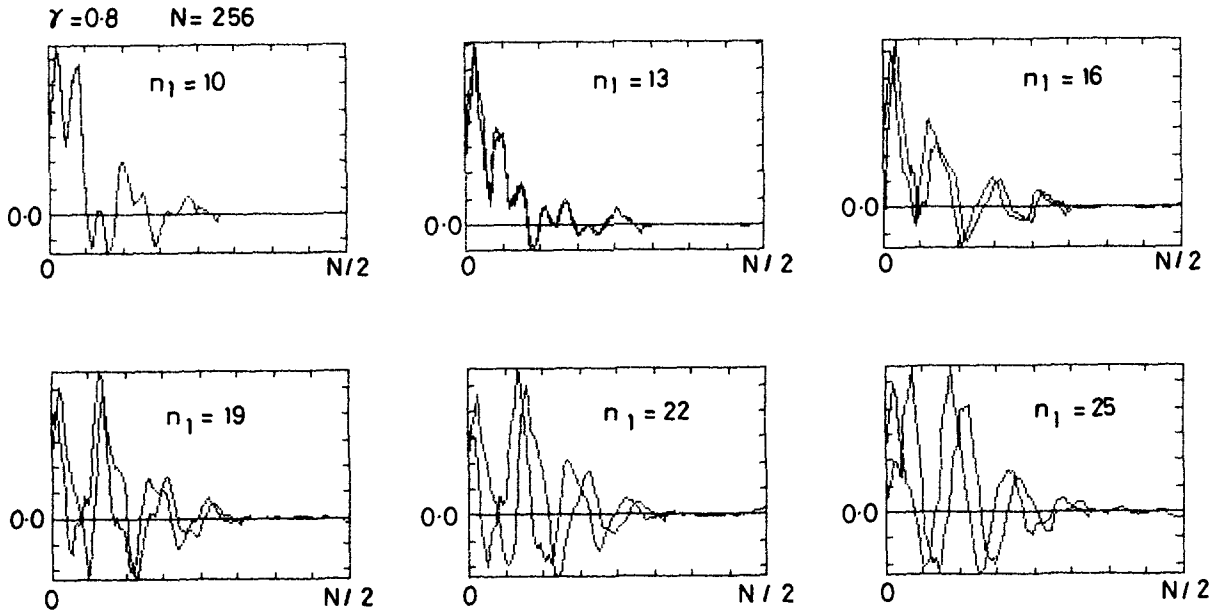 γ = 0·8 N = 256
n₁ = 10
0·0
0 N/2
n₁ = 13
0·0
0 N/2
n₁ = 16
0·0
0 N/2
n₁ = 19
0·0
0 N/2
n₁ = 22
0·0
0 N/2
n₁ = 25
0·0
0 N/2